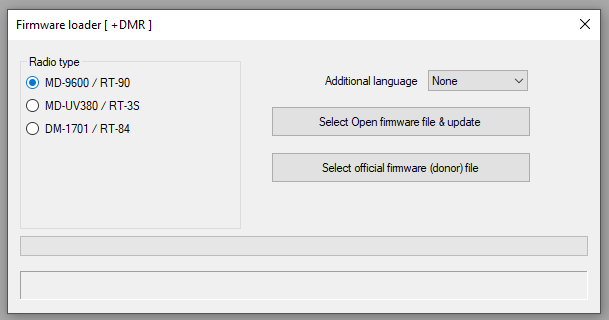 Firmware loader [ +DMR ]
Radio type
MD-9600 / RT-90
MD-UV380 / RT-3S
DM-1701 / RT-84
Additional language
None
Select Open firmware file & update
Select official firmware (donor) file